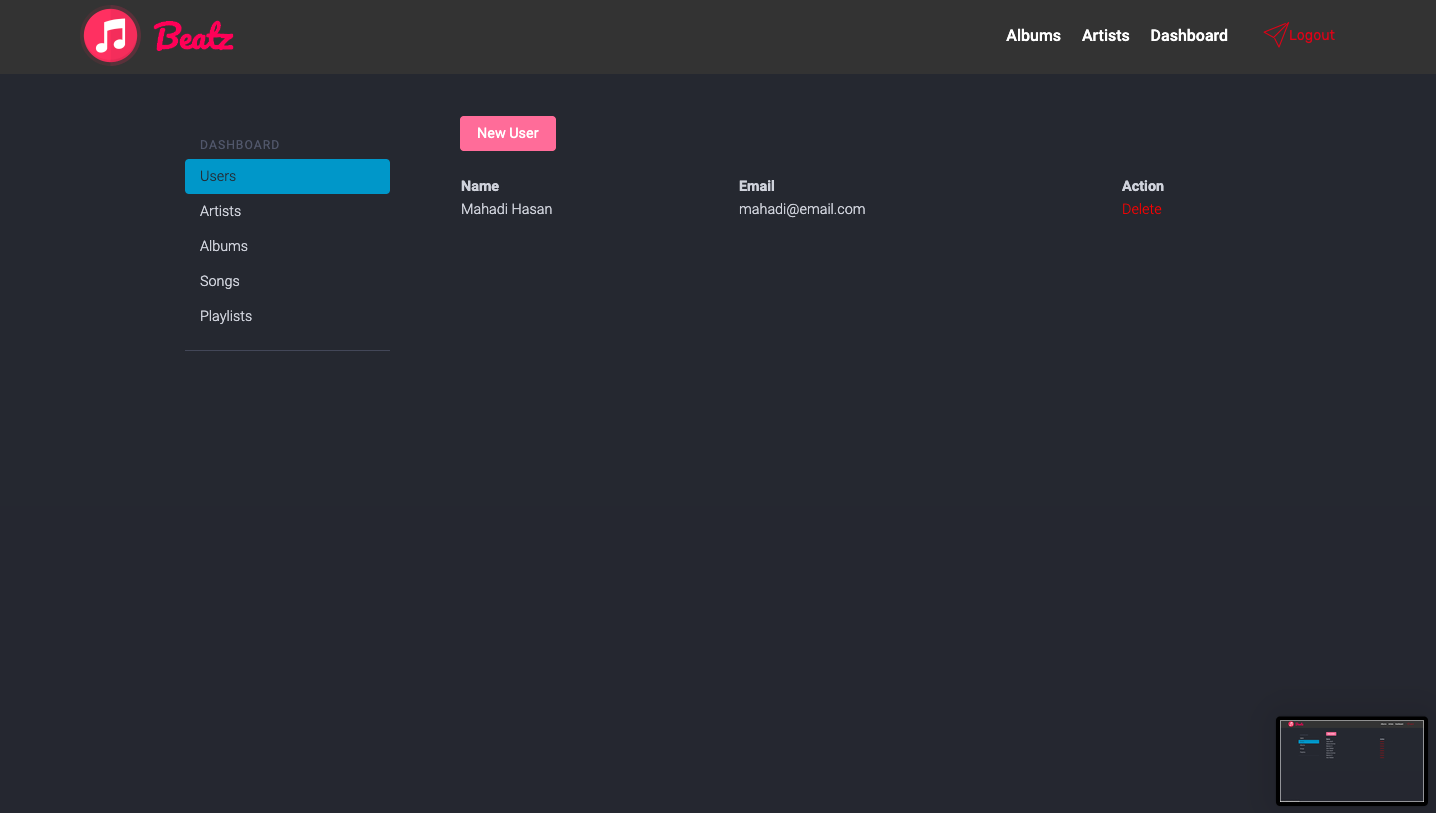 Beatz
Albums Artists Dashboard Logout
DASHBOARD
Users
Artists
Albums
Songs
Playlists
New User
Name Email Action
Mahadi Hasan mahadi@email.com Delete